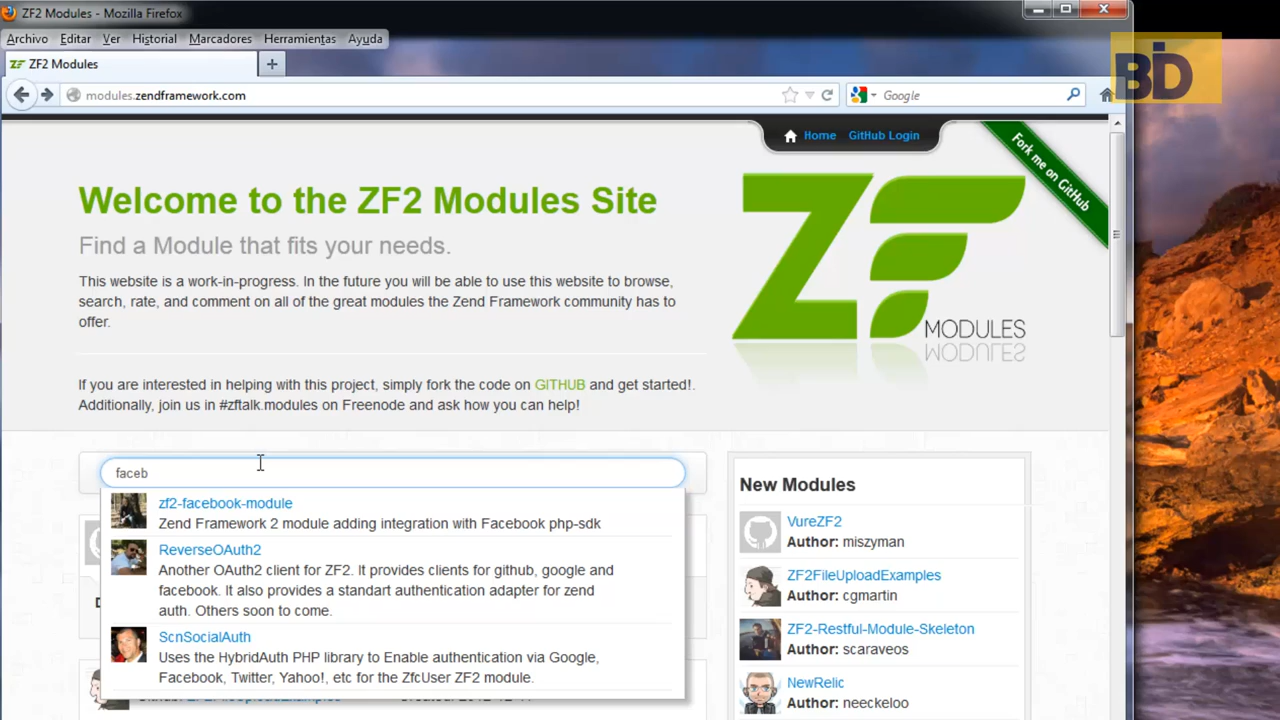 ZF2 Modules - Mozilla Firefox
Archivo Editar Ver Historial Marcadores Herramientas Ayuda
ZF2 Modules
modules.zendframework.com
Google
BiD
Home GitHub Login
Fork me on GitHub
Welcome to the ZF2 Modules Site
Find a Module that fits your needs.
This website is a work-in-progress. In the future you will be able to use this website to browse,
search, rate, and comment on all of the great modules the Zend Framework community has to
offer.
ZF
MODULES
If you are interested in helping with this project, simply fork the code on GITHUB and get started!.
Additionally, join us in #zftalk.modules on Freenode and ask how you can help!
faceb
zf2-facebook-module
Zend Framework 2 module adding integration with Facebook php-sdk
ReverseOAuth2
Another OAuth2 client for ZF2. It provides clients for github, google and
facebook. It also provides a standart authentication adapter for zend
auth. Others soon to come.
ScnSocialAuth
Uses the HybridAuth PHP library to Enable authentication via Google,
Facebook, Twitter, Yahoo!, etc for the ZfcUser ZF2 module.
New Modules
VureZF2
Author: miszyman
ZF2FileUploadExamples
Author: cgmartin
ZF2-Restful-Module-Skeleton
Author: scaraveos
NewRelic
Author: neeckeloo